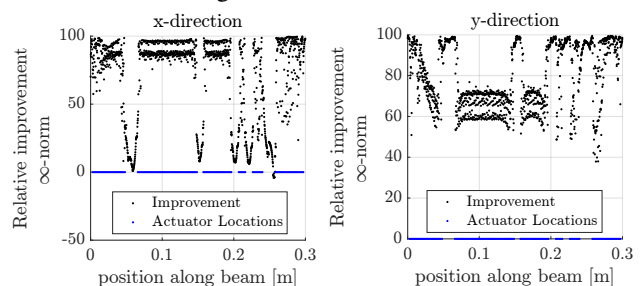 x-direction
100
50
0
-50
0
0.1
0.2
0.3
Relative improvement
∞-norm
position along beam [m]
Improvement
Actuator Locations
y-direction
100
80
60
40
20
0
0
0.1
0.2
0.3
Relative improvement
∞-norm
position along beam [m]
Improvement
Actuator Locations